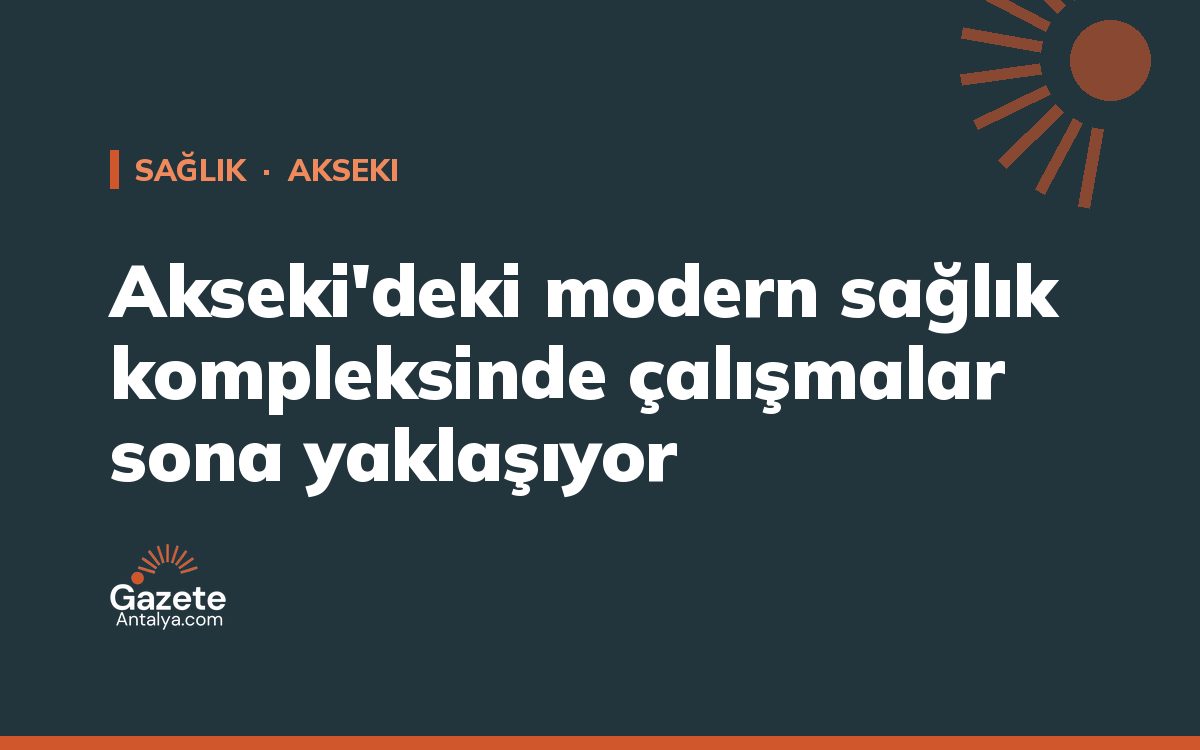 SAĞLIK · AKSEKI
Akseki'deki modern sağlık
kompleksinde çalışmalar
sona yaklaşıyor
Gazete
Antalya.com